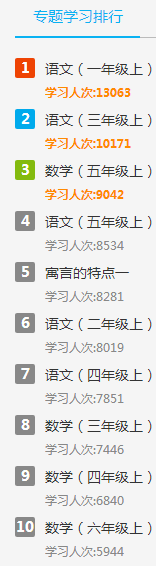 专题学习排行
1 语文（一年级上）
学习人次:13063
2 语文（三年级上）
学习人次:10171
3 数学（五年级上）
学习人次:9042
4 语文（五年级上）
学习人次:8534
5 寓言的特点一
学习人次:8281
6 语文（二年级上）
学习人次:8019
7 语文（四年级上）
学习人次:7851
8 数学（三年级上）
学习人次:7446
9 数学（四年级上）
学习人次:6840
10 数学（六年级上）
学习人次:5944